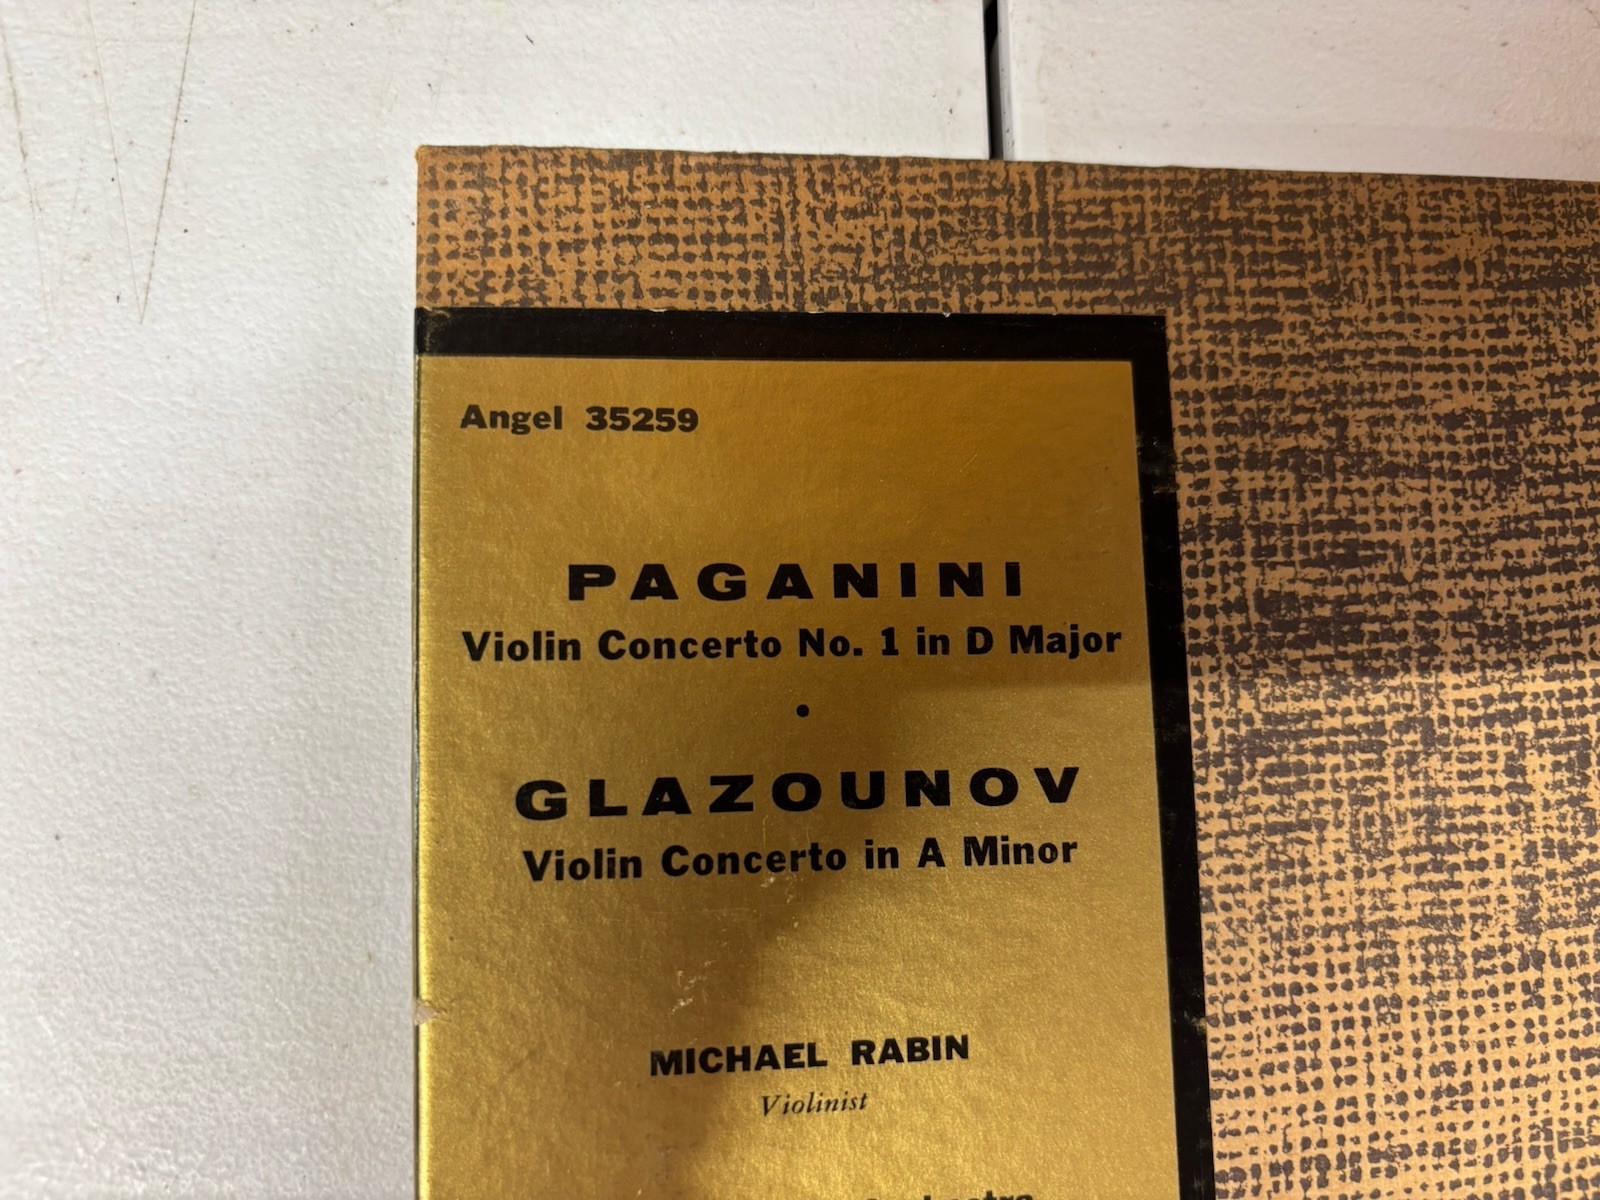 Angel 35259
PAGANINI
Violin Concerto No. 1 in D Major
•
GLAZOUNOV
Violin Concerto in A Minor
MICHAEL RABIN
Violinist